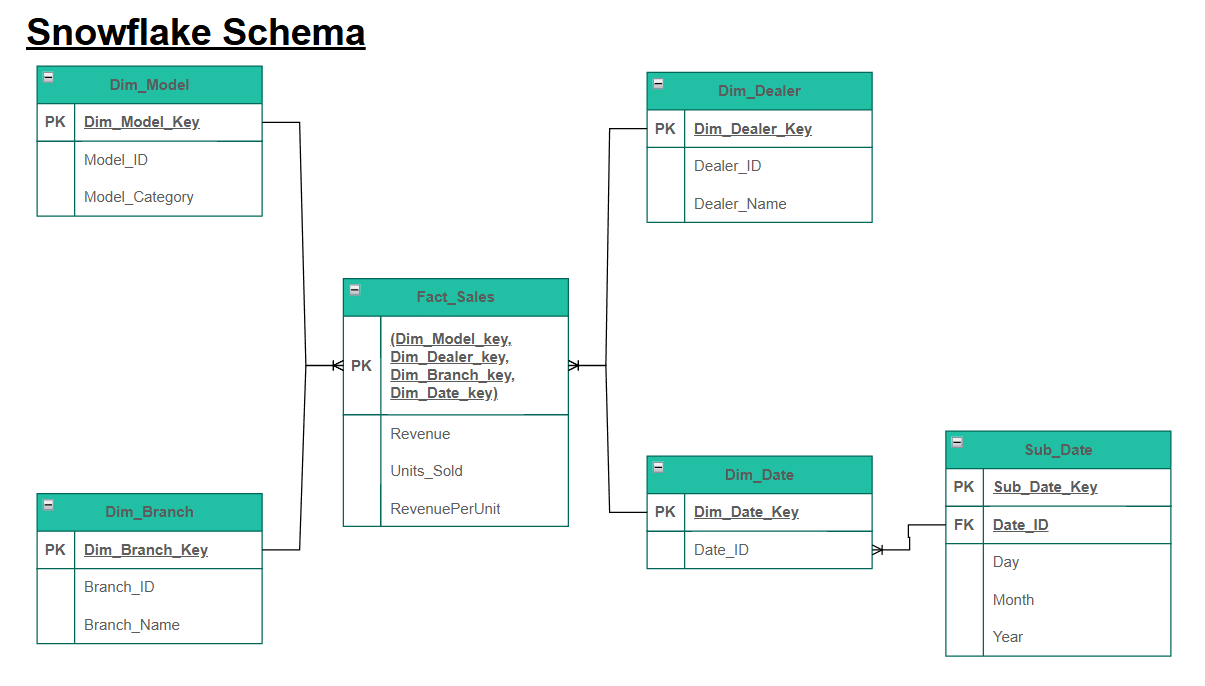 Snowflake Schema
Dim_Model
PK Dim_Model_Key
Model_ID
Model_Category
Dim_Dealer
PK Dim_Dealer_Key
Dealer_ID
Dealer_Name
Fact_Sales
PK
(Dim_Model_key,
Dim_Dealer_key,
Dim_Branch_key,
Dim_Date_key)
Revenue
Units_Sold
RevenuePerUnit
Dim_Branch
PK Dim_Branch_Key
Branch_ID
Branch_Name
Dim_Date
PK Dim_Date_Key
Date_ID
Sub_Date
PK Sub_Date_Key
FK Date_ID
Day
Month
Year